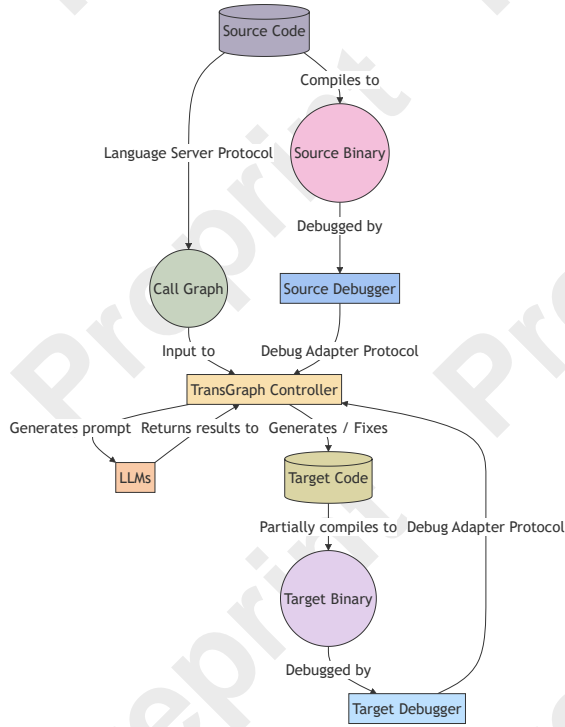 Source Code
Compiles to
Language Server Protocol
Source Binary
Debugged by
Call Graph
Source Debugger
Input to
Debug Adapter Protocol
TransGraph Controller
Generates prompt
Returns results to
Generates / Fixes
LLMs
Target Code
Partially compiles to
Debug Adapter Protocol
Target Binary
Debugged by
Target Debugger
Preprint
Preprint